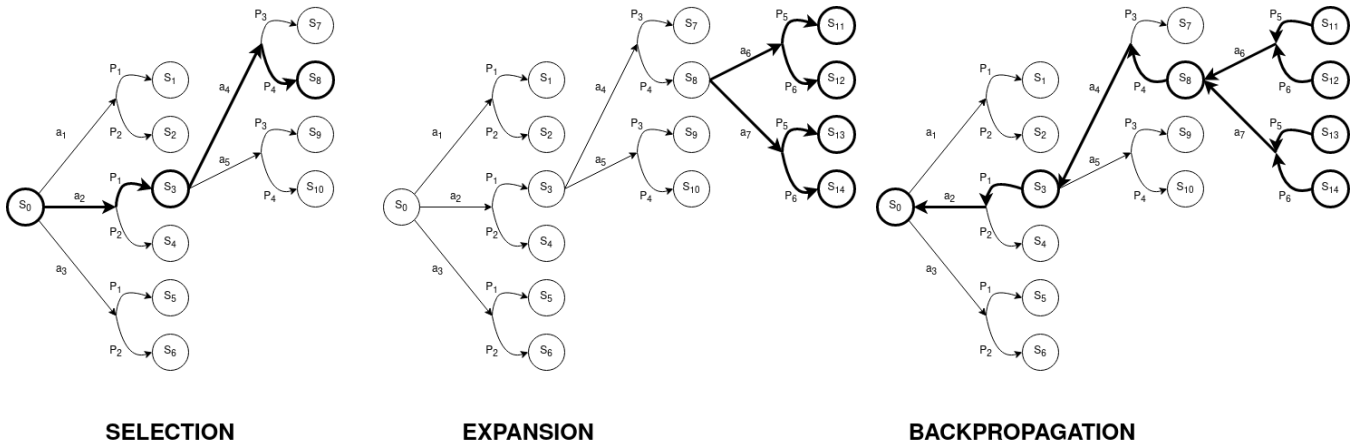 P3
S7
P4
S8
a4
P1
S1
P3
S9
a1
P2
S2
a5
P4
S10
P1
S3
S0
a2
P2
S4
a3
P1
S5
P2
S6
SELECTION
P3
S7
P5
S11
a6
P4
S8
P6
S12
a4
P1
S1
P3
S9
a7
P5
S13
a1
P2
S2
a5
P4
S10
P6
S14
P1
S3
S0
a2
P2
S4
a3
P1
S5
P2
S6
EXPANSION
P3
S7
P5
S11
a6
P4
S8
P6
S12
a4
P1
S1
P3
S9
a7
P5
S13
a1
P2
S2
a5
P4
S10
P6
S14
P1
S3
S0
a2
P2
S4
a3
P1
S5
P2
S6
BACKPROPAGATION